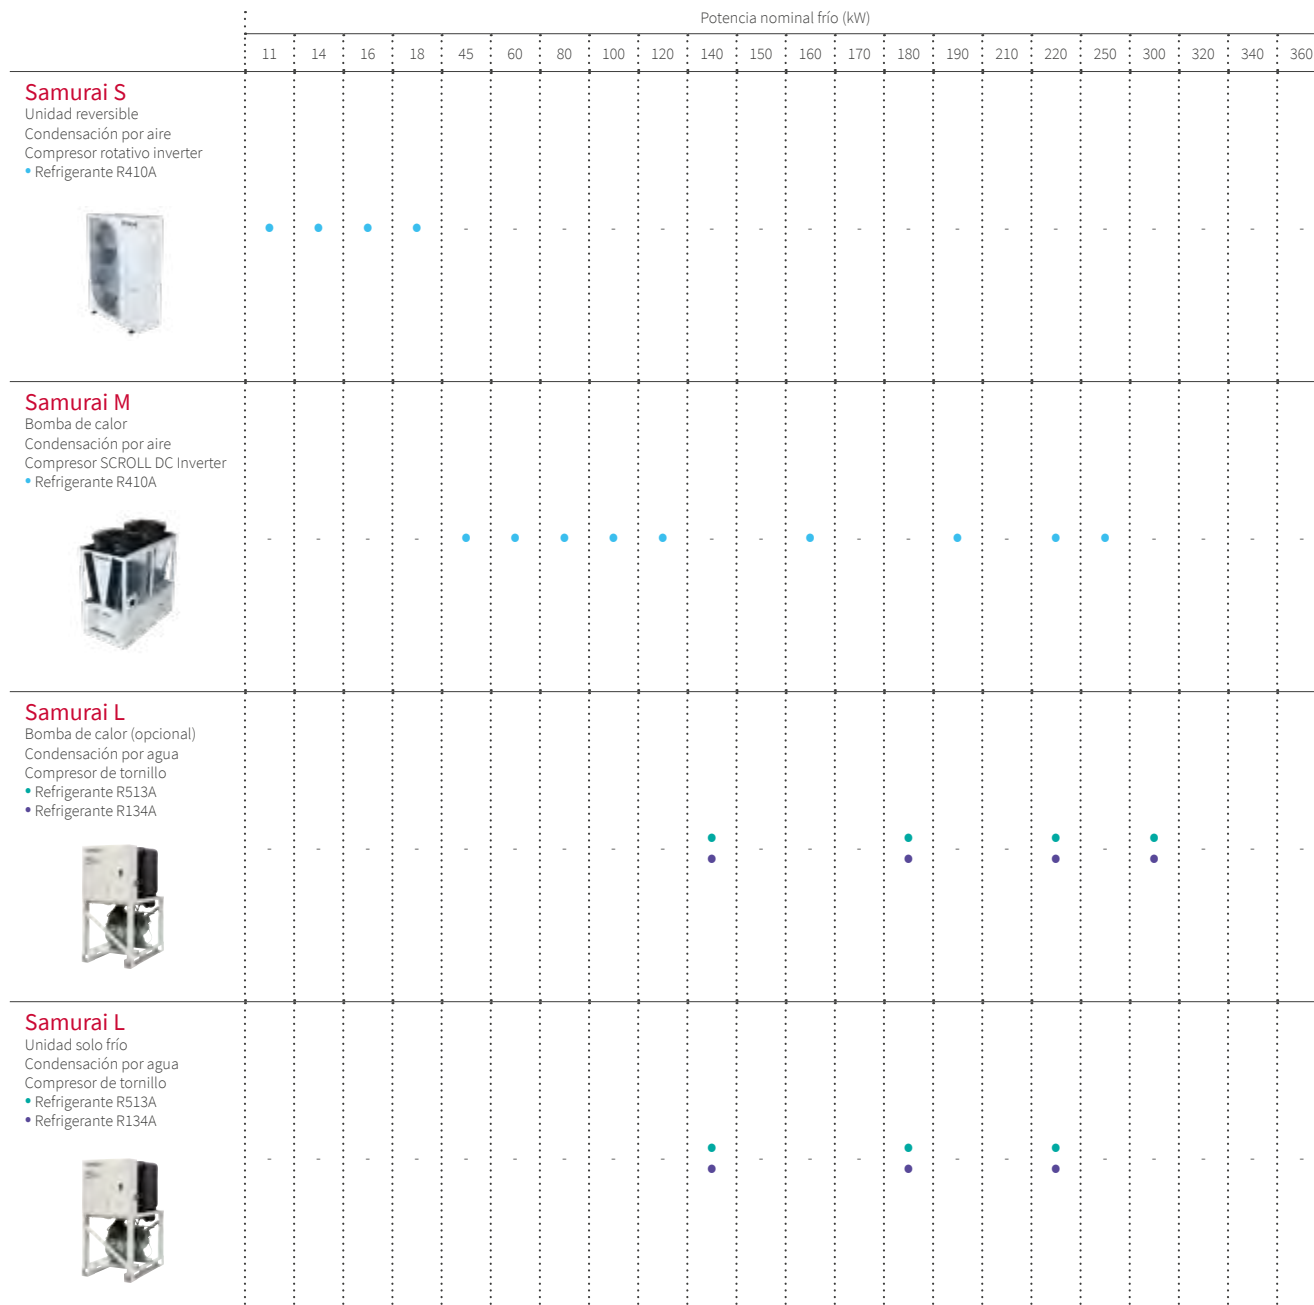 Potencia nominal frío (kW)
11 14 16 18 45 60 80 100 120 140 150 160 170 180 190 210 220 250 300 320 340 360
Samurai S
Unidad reversible
Condensación por aire
Compresor rotativo inverter
• Refrigerante R410A
• • • • - - - - - - - - - - - - - - - - - -
Samurai M
Bomba de calor
Condensación por aire
Compresor SCROLL DC Inverter
• Refrigerante R410A
- - - - • • • • • - - • - - • - • • - - - -
Samurai L
Bomba de calor (opcional)
Condensación por agua
Compresor de tornillo
• Refrigerante R513A
• Refrigerante R134A
• • • •
- - - - - - - - - - - - - - - - - -
• • • •
Samurai L
Unidad solo frío
Condensación por agua
Compresor de tornillo
• Refrigerante R513A
• Refrigerante R134A
• • •
- - - - - - - - - - - - - - - - - - -
• • •